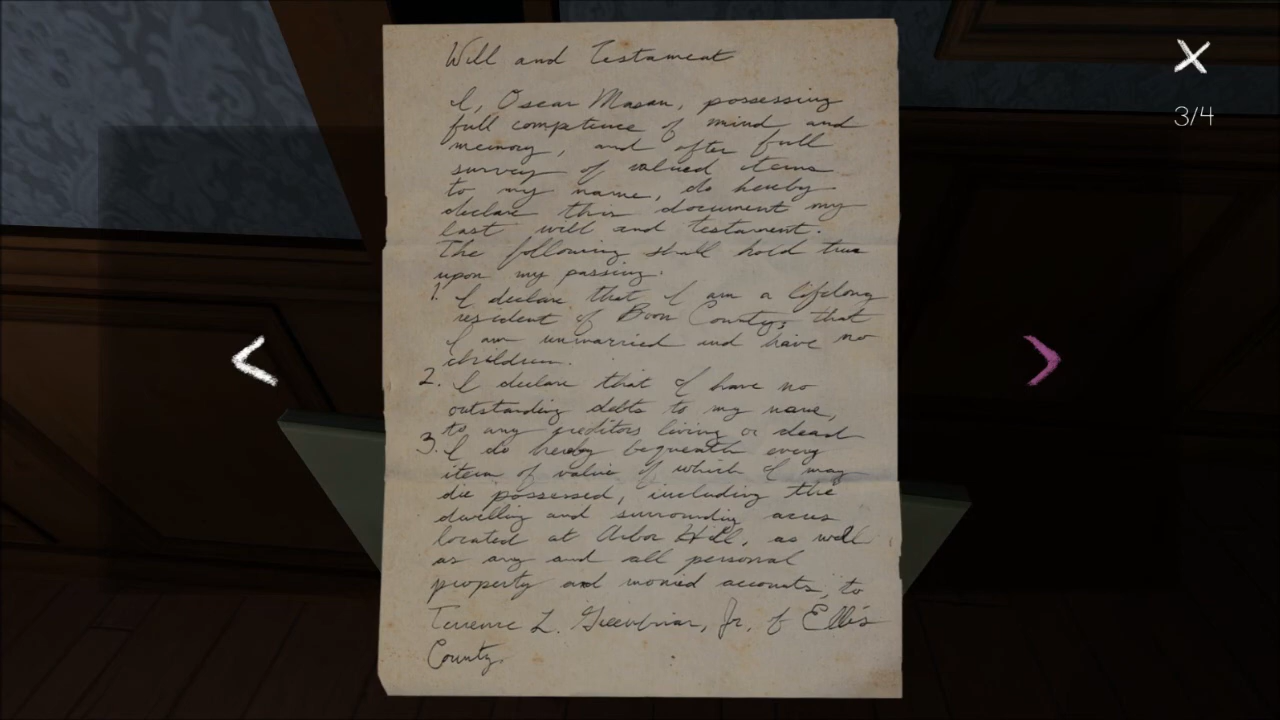 Will and Testament
I, Oscar Masan, possessing
full competence of mind and
memory, and after full
survey of valued items
to my name, do hereby
declare this document my
last will and testament.
The following shall hold true
upon my passing:
1. I declare that I am a lifelong
resident of Boon County, that
I am unmarried and have no
children.
2. I declare that I have no
outstanding debts to my name,
to any creditors living or dead
3. I do hereby bequeath every
item of value of which I may
die possessed, including the
dwelling and surrounding acres
located at Arbor Hill, as well
as any and all personal
property and monied accounts, to
Terrence L. Greenbriar, Jr. of Ellis
County.
3/4